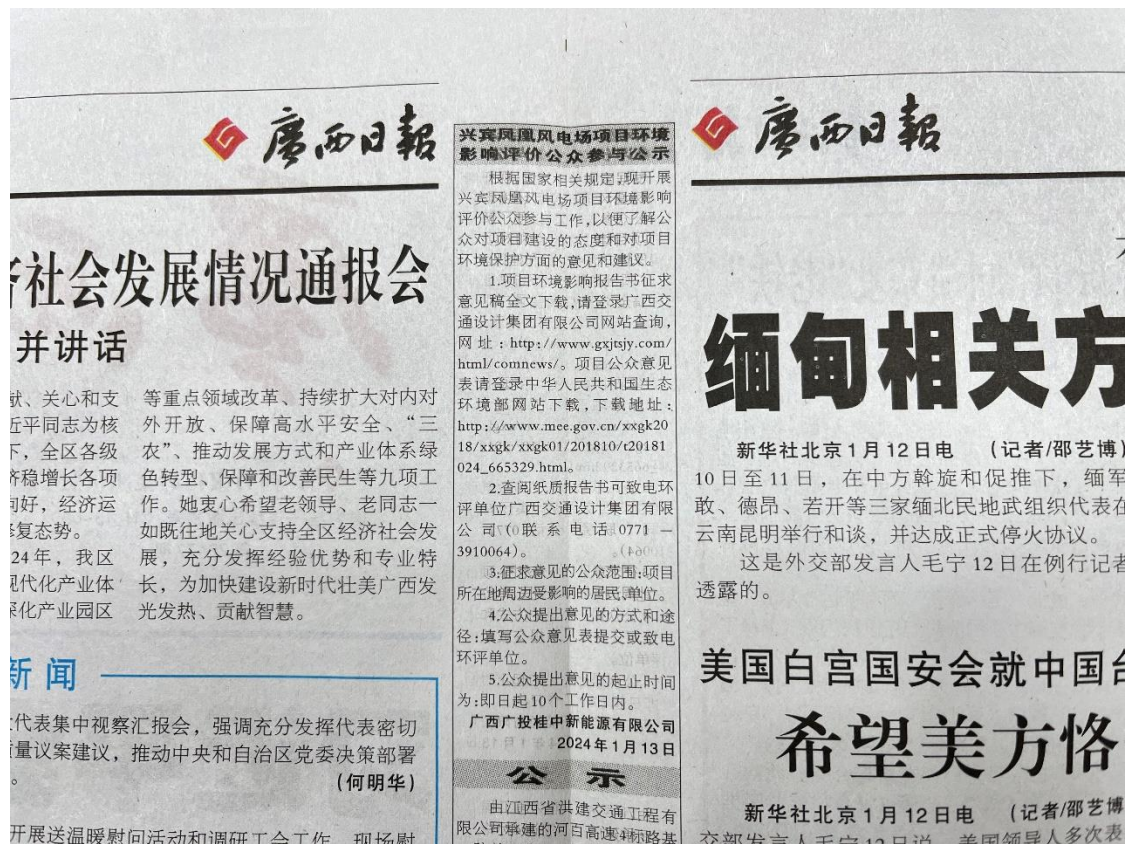 廣西日報
社会发展情况通报会
并讲话
献、关心和支
近平同志为核
下，全区各级
济稳增长各项
向好，经济运
复态势。
24年，我区
现代化产业体
深化产业园区
等重点领域改革、持续扩大对内对
外开放、保障高水平安全、“三
农”、推动发展方式和产业体系绿
色转型、保障和改善民生等九项工
作。她衷心希望老领导、老同志一
如既往地关心支持全区经济社会发
展，充分发挥经验优势和专业特
长，为加快建设新时代壮美广西发
光发热、贡献智慧。
新闻
代表集中视察汇报会，强调充分发挥代表密切
质量议案建议，推动中央和自治区党委决策部署
。
(何明华)
开展送温暖慰问活动和调研工会工作，现场慰
兴宾凤凰风电场项目环境
影响评价公众参与公示
根据国家相关规定,现开展
兴宾凤凰风电场项目环境影响
评价公众参与工作,以便了解公
众对项目建设的态度和对项目
环境保护方面的意见和建议。
1.项目环境影响报告书征求
意见稿全文下载,请登录广西交
通设计集团有限公司网站查询,
网址:http://www.gxjtsjy.com/
html/comnews/。项目公众意见
表请登录中华人民共和国生态
环境部网站下载,下载地址:
http://www.mee.gov.cn/xxgk20
18/xxgk/xxgk01/201810/t20181
024_665329.html。
2.查阅纸质报告书可致电环
评单位广西交通设计集团有限
公司(联系电话0771－
3910064)。
3.征求意见的公众范围:项目
所在地周边受影响的居民、单位。
4.公众提出意见的方式和途
径:填写公众意见表提交或致电
环评单位。
5.公众提出意见的起止时间
为:即日起10个工作日内。
广西广投桂中新能源有限公司
2024年1月13日
公示
由江西省洪建交通工程有
限公司承建的河百高速4标路基
廣西日報
缅甸相关方
新华社北京1月12日电 （记者/邵艺博）
10日至11日，在中方斡旋和促推下，缅军
敢、德昂、若开等三家缅北民地武组织代表在
云南昆明举行和谈，并达成正式停火协议。
这是外交部发言人毛宁12日在例行记者
透露的。
美国白宫国安会就中国台
希望美方恪
新华社北京1月12日电 （记者/邵艺博
交部发言人毛宁12日说，美国领导人多次表